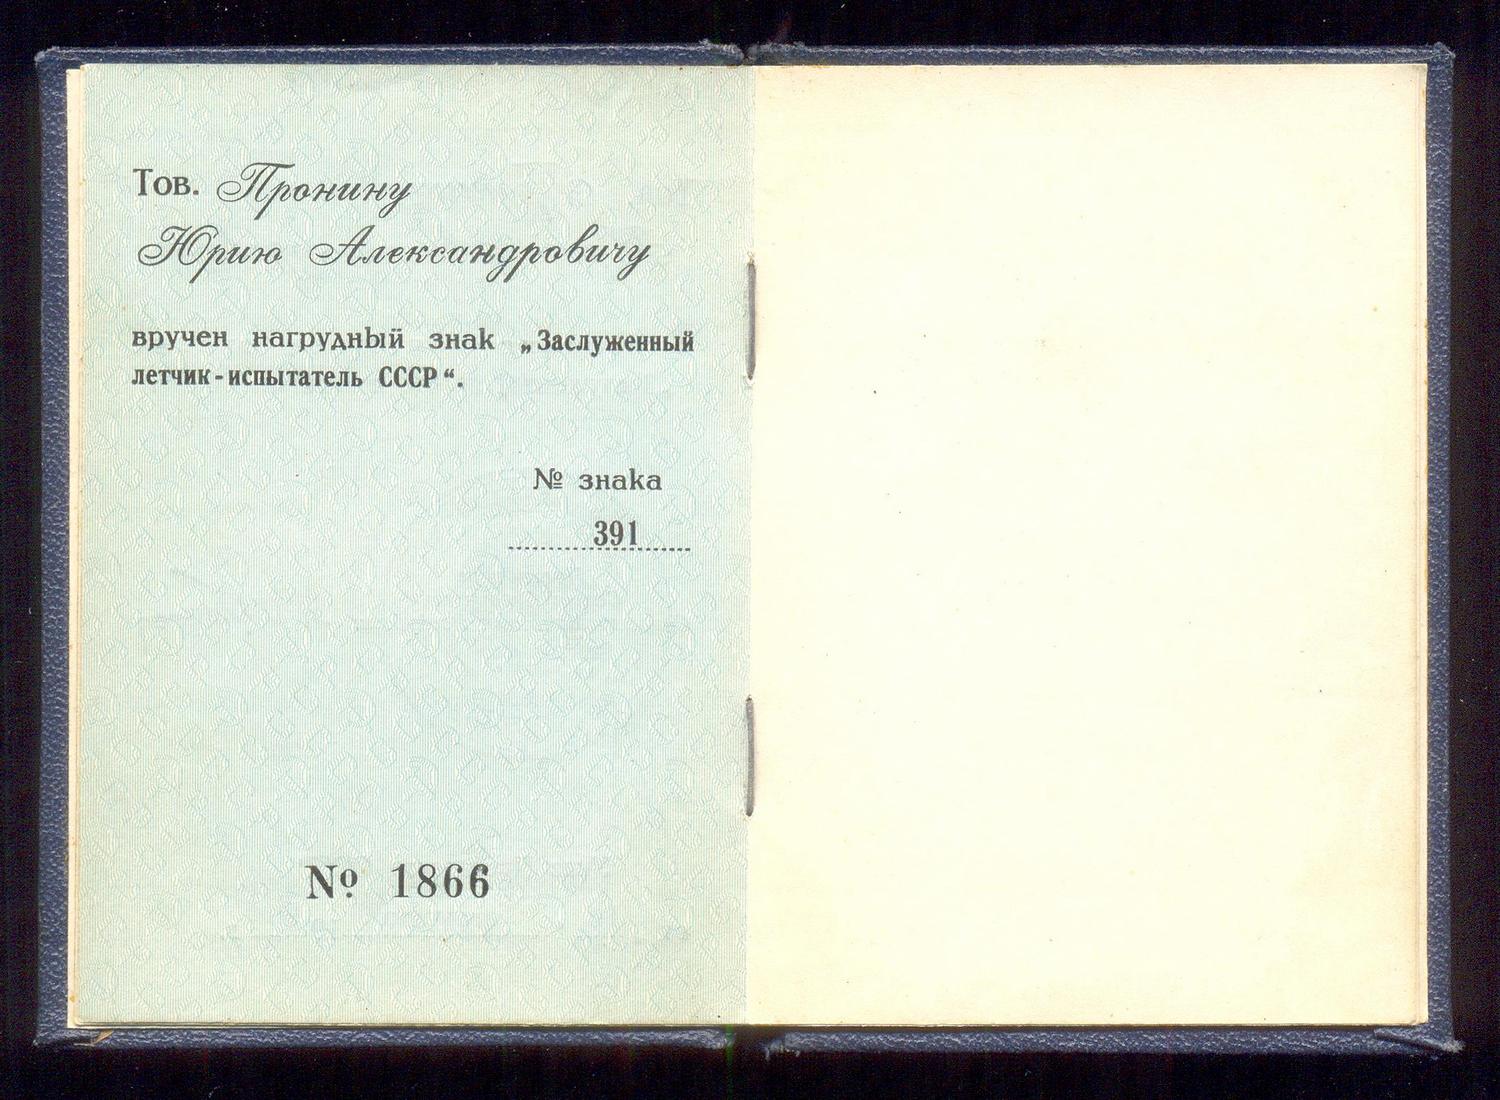 Тов. Пронину
Юрию Александровичу
вручен нагрудный знак „Заслуженный
летчик-испытатель СССР“.
№ знака
391
№ 1866